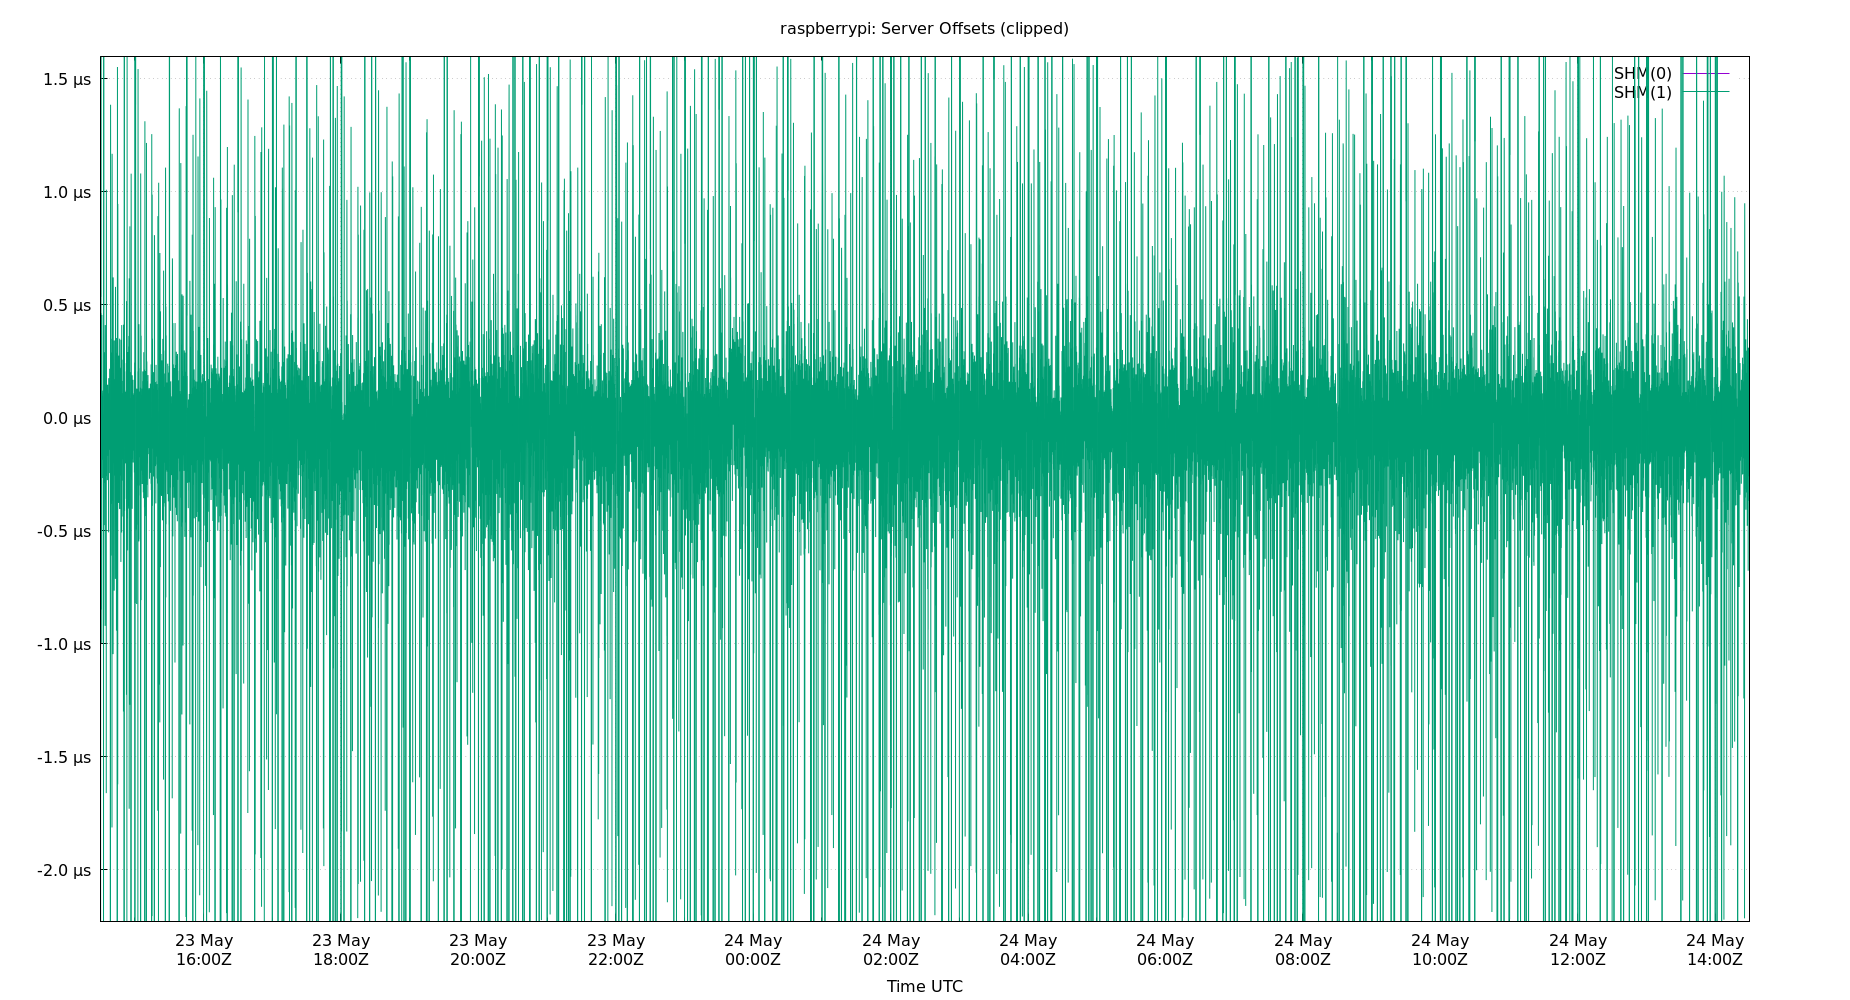 raspberrypi: Server Offsets (clipped)
SHM(0)
SHM(1)
1.5 µs
1.0 µs
0.5 µs
0.0 µs
-0.5 µs
-1.0 µs
-1.5 µs
-2.0 µs
23 May 23 May 23 May 23 May 24 May 24 May 24 May 24 May 24 May 24 May 24 May 24 May
16:00Z 18:00Z 20:00Z 22:00Z 00:00Z 02:00Z 04:00Z 06:00Z 08:00Z 10:00Z 12:00Z 14:00Z
Time UTC